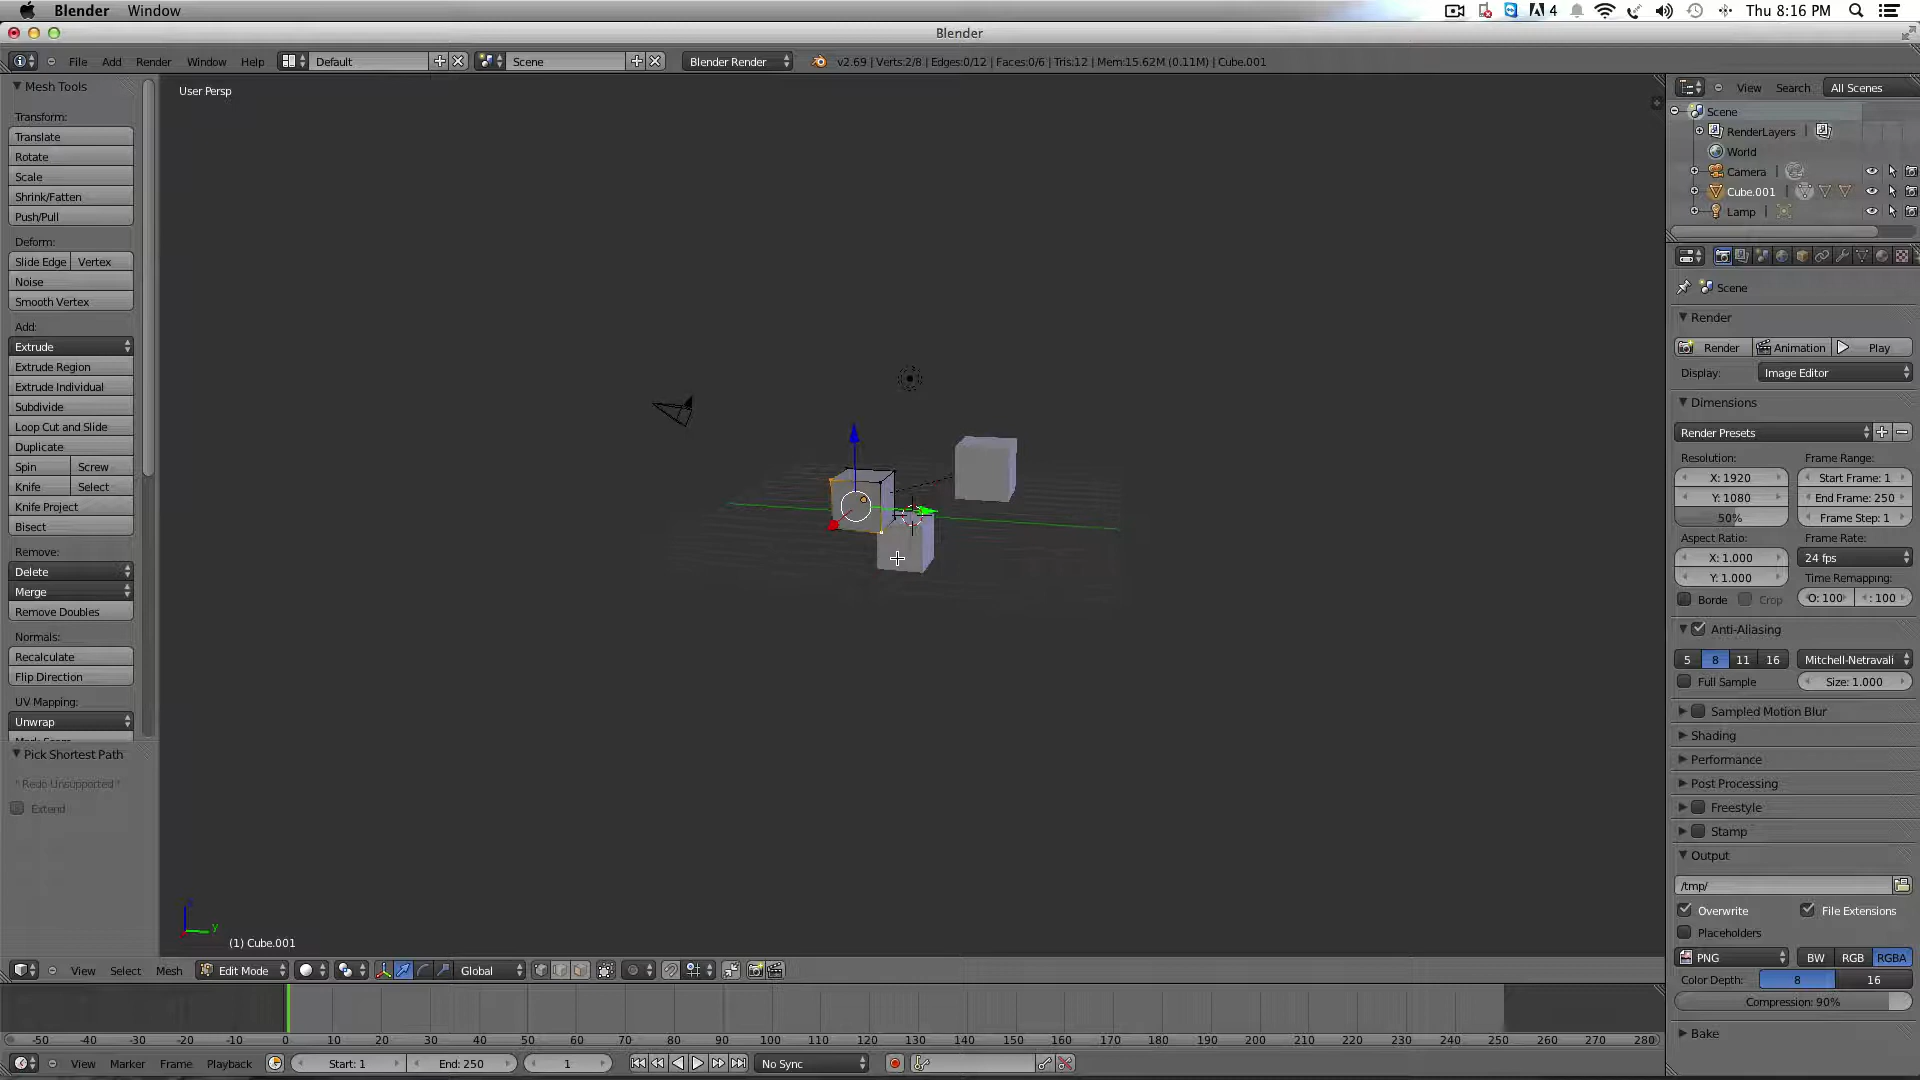 Blender Window 4 Thu 8:16 PM
Blender
File Add Render Window Help Default Scene Blender Render v2.69 | Verts:2/8 | Edges:0/12 | Faces:0/6 | Tris:12 | Mem:15.62M (0.11M) | Cube.001
Mesh Tools
Transform:
Translate
Rotate
Scale
Shrink/Fatten
Push/Pull
Deform:
Slide Edge Vertex
Noise
Smooth Vertex
Add:
Extrude
Extrude Region
Extrude Individual
Subdivide
Loop Cut and Slide
Duplicate
Spin Screw
Knife Select
Knife Project
Bisect
Remove:
Delete
Merge
Remove Doubles
Normals:
Recalculate
Flip Direction
UV Mapping:
Unwrap
Pick Shortest Path
* Redo Unsupported *
Extend
User Persp
y
(1) Cube.001
View Select Mesh Edit Mode Global
View Search All Scenes
Scene
RenderLayers
World
Camera
Cube.001
Lamp
Scene
Render
Render Animation Play
Display: Image Editor
Dimensions
Render Presets
Resolution: Frame Range:
X: 1920 Start Frame: 1
Y: 1080 End Frame: 250
50% Frame Step: 1
Aspect Ratio: Frame Rate:
X: 1.000 24 fps
Y: 1.000 Time Remapping:
Borde Crop O: 100 : 100
Anti-Aliasing
5 8 11 16 Mitchell-Netravali
Full Sample Size: 1.000
Sampled Motion Blur
Shading
Performance
Post Processing
Freestyle
Stamp
Output
/tmp/
Overwrite File Extensions
Placeholders
PNG BW RGB RGBA
Color Depth: 8 16
Compression: 90%
Bake
-50 -40 -30 -20 -10 0 10 20 30 40 50 60 70 80 90 100 110 120 130 140 150 160 170 180 190 200 210 220 230 240 250 260 270 280
View Marker Frame Playback Start: 1 End: 250 1 No Sync